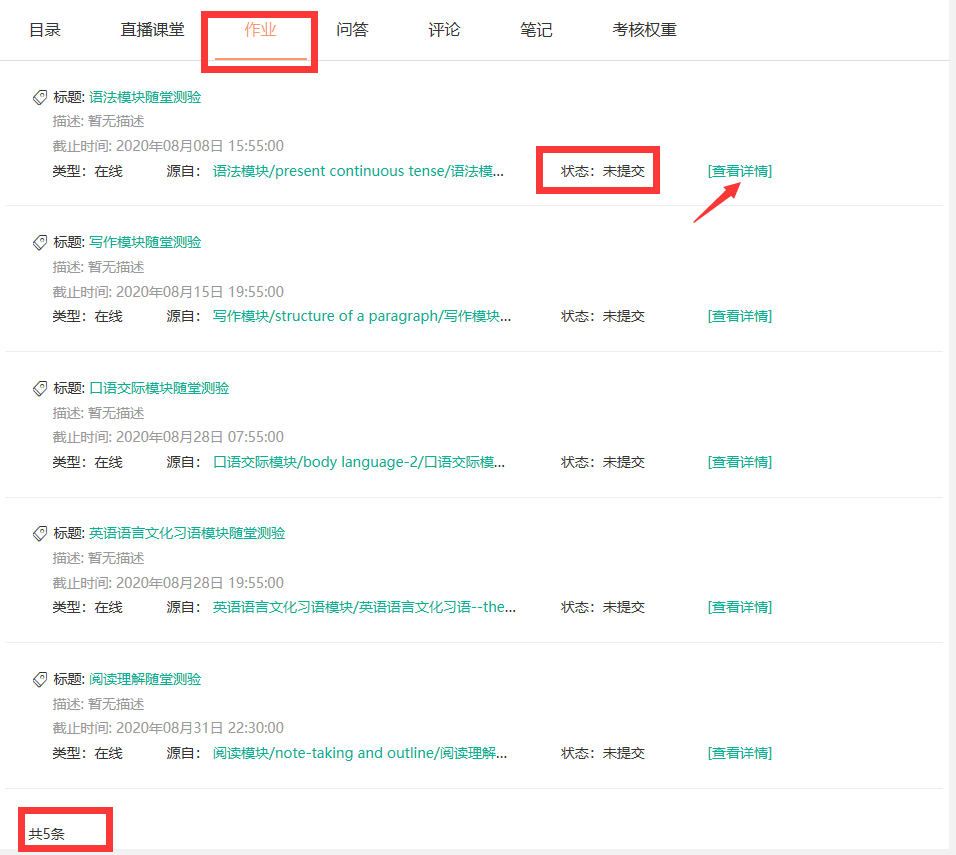 目录 直播课堂 作业 问答 评论 笔记 考核权重
标题: 语法模块随堂测验
描述: 暂无描述
截止时间: 2020年08月08日 15:55:00
类型：在线 源自： 语法模块/present continuous tense/语法模... 状态：未提交 [查看详情]
标题: 写作模块随堂测验
描述: 暂无描述
截止时间: 2020年08月15日 19:55:00
类型：在线 源自： 写作模块/structure of a paragraph/写作模块... 状态：未提交 [查看详情]
标题: 口语交际模块随堂测验
描述: 暂无描述
截止时间: 2020年08月28日 07:55:00
类型：在线 源自： 口语交际模块/body language-2/口语交际模... 状态：未提交 [查看详情]
标题: 英语语言文化习语模块随堂测验
描述: 暂无描述
截止时间: 2020年08月28日 19:55:00
类型：在线 源自： 英语语言文化习语模块/英语语言文化习语--the... 状态：未提交 [查看详情]
标题: 阅读理解随堂测验
描述: 暂无描述
截止时间: 2020年08月31日 22:30:00
类型：在线 源自： 阅读模块/note-taking and outline/阅读理解... 状态：未提交 [查看详情]
共5条